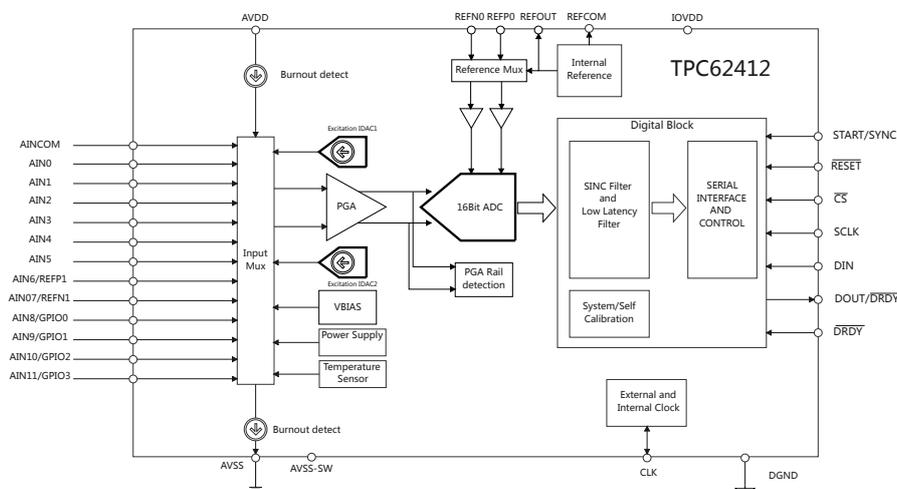 AVDD
REFN0 REFP0 REFOUT REFCOM
IOVDD
TPC62412
Burnout detect
Reference Mux
Internal
Reference
Digital Block
Excitation IDAC1
AINCOM
AIN0
AIN1
AIN2
AIN3
AIN4
AIN5
AIN6/REFP1
AIN07/REFN1
AIN8/GPIO0
AIN9/GPIO1
AIN10/GPIO2
AIN11/GPIO3
Input
Mux
PGA
16Bit ADC
SINC Filter
and
Low Latency
Filter
SERIAL
INTERFACE
AND
CONTROL
START/SYNC
RESET
CS
SCLK
DIN
DOUT/DRDY
DRDY
Excitation IDAC2
PGA Rail
detection
VBIAS
System/Self
Calibration
Power Supply
Temperature
Sensor
External and
Internal Clock
Burnout detect
AVSS
AVSS-SW
CLK
DGND